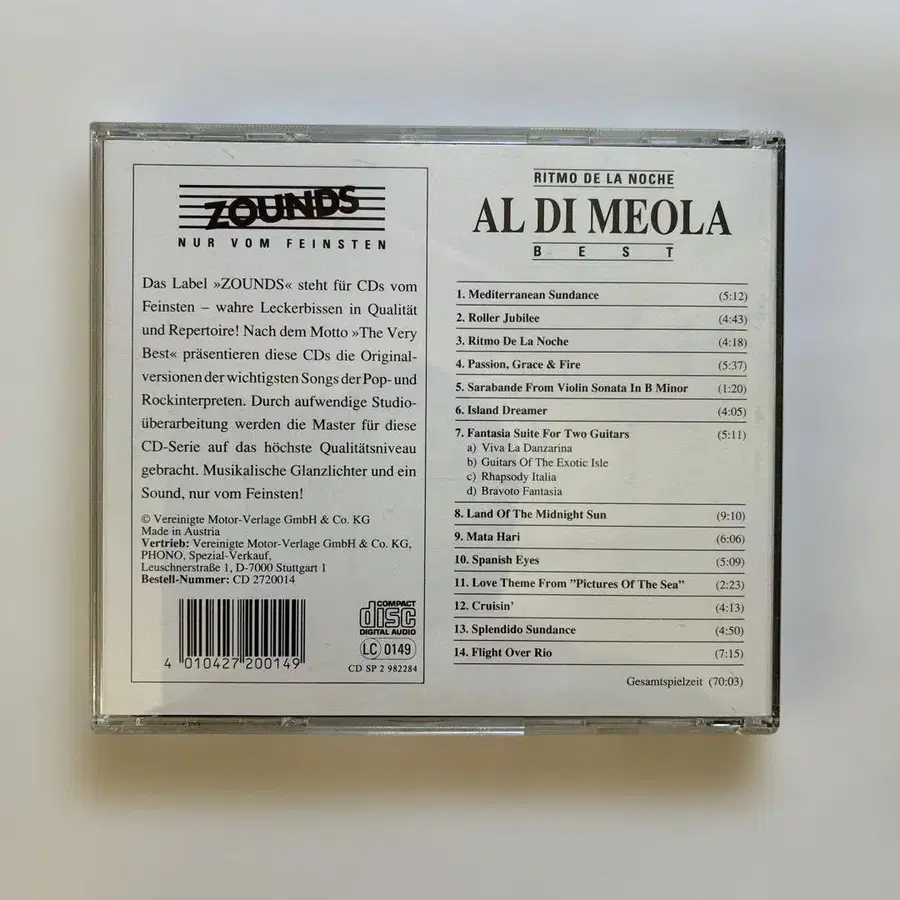 ZOUNDS
NUR VOM FEINSTEN
Das Label »ZOUNDS« steht für CDs vom
Feinsten – wahre Leckerbissen in Qualität
und Repertoire! Nach dem Motto »The Very
Best« präsentieren diese CDs die Original-
versionen der wichtigsten Songs der Pop- und
Rockinterpreten. Durch aufwendige Studio-
überarbeitung werden die Master für diese
CD-Serie auf das höchste Qualitätsniveau
gebracht. Musikalische Glanzlichter und ein
Sound, nur vom Feinsten!
© Vereinigte Motor-Verlage GmbH & Co. KG
Made in Austria
Vertrieb: Vereinigte Motor-Verlage GmbH & Co. KG,
PHONO, Spezial-Verkauf,
Leuschnerstraße 1, D-7000 Stuttgart 1
Bestell-Nummer: CD 2720014
4 010427 200149
COMPACT
disc
DIGITAL AUDIO
LC 0149
CD SP 2 982284
RITMO DE LA NOCHE
AL DI MEOLA
BEST
1. Mediterranean Sundance (5:12)
2. Roller Jubilee (4:43)
3. Ritmo De La Noche (4:18)
4. Passion, Grace & Fire (5:37)
5. Sarabande From Violin Sonata In B Minor (1:20)
6. Island Dreamer (4:05)
7. Fantasia Suite For Two Guitars (5:11)
a) Viva La Danzarina
b) Guitars Of The Exotic Isle
c) Rhapsody Italia
d) Bravoto Fantasia
8. Land Of The Midnight Sun (9:10)
9. Mata Hari (6:06)
10. Spanish Eyes (5:09)
11. Love Theme From "Pictures Of The Sea" (2:23)
12. Cruisin' (4:13)
13. Splendido Sundance (4:50)
14. Flight Over Rio (7:15)
Gesamtspielzeit (70:03)